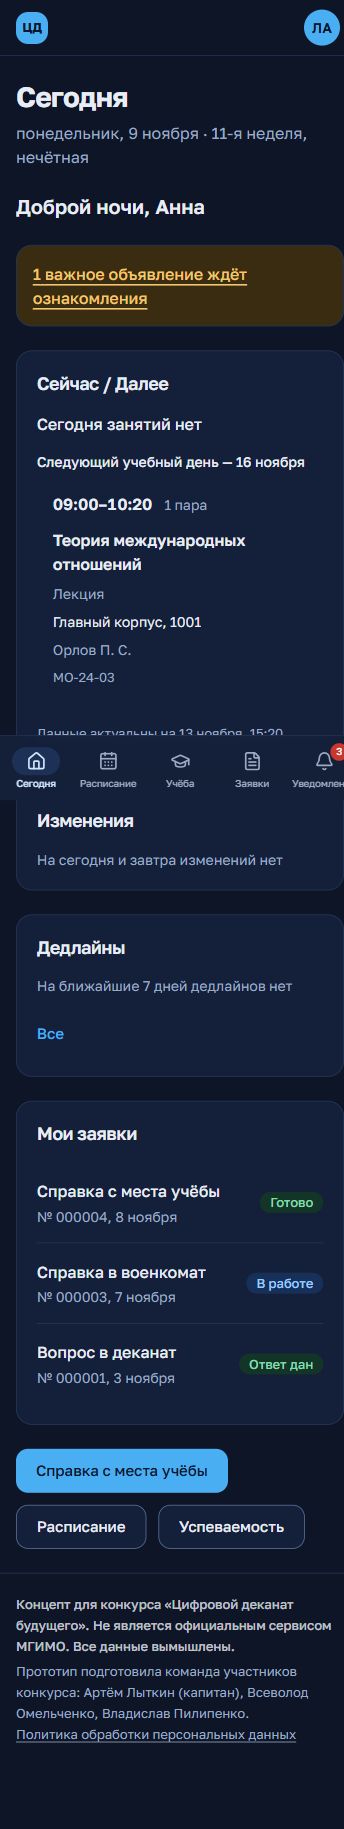 ЦД
ЛА
Сегодня
понедельник, 9 ноября · 11-я неделя,
нечётная
Доброй ночи, Анна
1 важное объявление ждёт
ознакомления
Сейчас / Далее
Сегодня занятий нет
Следующий учебный день — 16 ноября
09:00–10:20 1 пара
Теория международных
отношений
Лекция
Главный корпус, 1001
Орлов П. С.
МО-24-03
Данные актуальны на 13 ноября, 15:20
3
Сегодня Расписание Учёба Заявки Уведомлен
Изменения
На сегодня и завтра изменений нет
Дедлайны
На ближайшие 7 дней дедлайнов нет
Все
Мои заявки
Справка с места учёбы
№ 000004, 8 ноября
Готово
Справка в военкомат
№ 000003, 7 ноября
В работе
Вопрос в деканат
№ 000001, 3 ноября
Ответ дан
Справка с места учёбы
Расписание Успеваемость
Концепт для конкурса «Цифровой деканат
будущего». Не является официальным сервисом
МГИМО. Все данные вымышлены.
Прототип подготовила команда участников
конкурса: Артём Лыткин (капитан), Всеволод
Омельченко, Владислав Пилипенко.
Политика обработки персональных данных